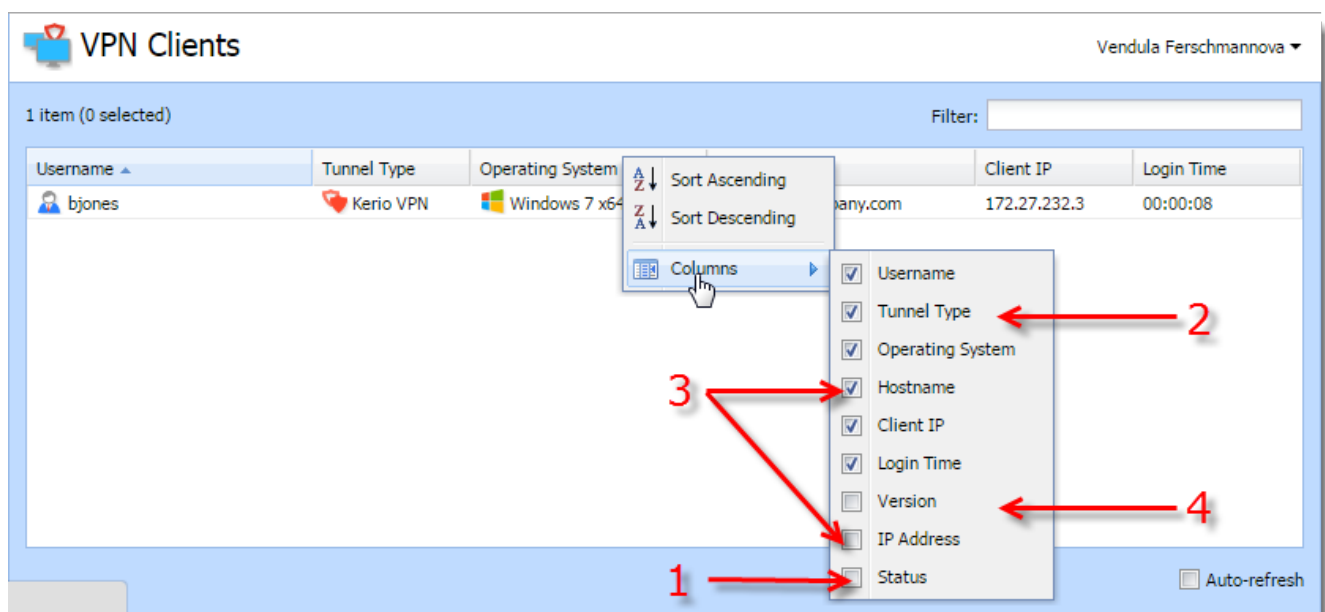 VPN Clients
Vendula Ferschmannova
1 item (0 selected)
Filter:
Username Tunnel Type Operating System Client IP Login Time
bjones Kerio VPN Windows 7 x64 pany.com 172.27.232.3 00:00:08
Sort Ascending
Sort Descending
Columns
Username
Tunnel Type
2
Operating System
3
Hostname
Client IP
Login Time
Version
4
IP Address
1
Status
Auto-refresh